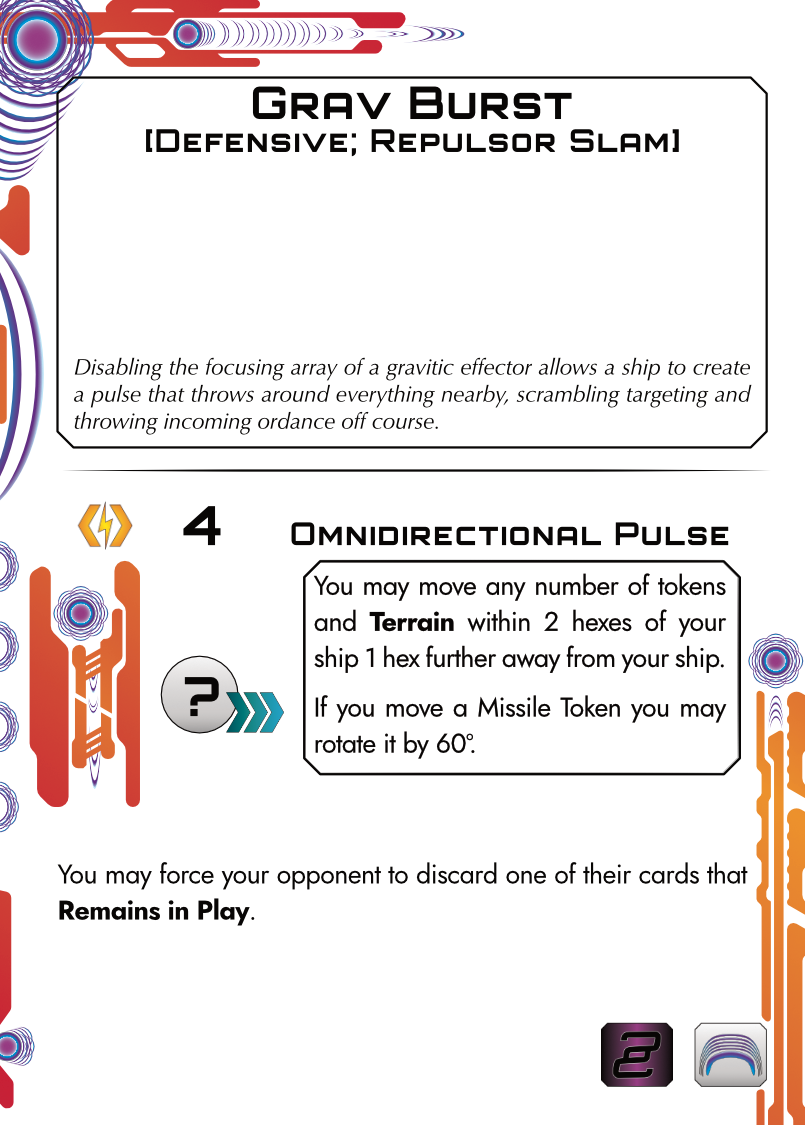 Grav Burst
[Defensive; Repulsor Slam]
Disabling the focusing array of a gravitic effector allows a ship to create
a pulse that throws around everything nearby, scrambling targeting and
throwing incoming ordance off course.
4
Omnidirectional Pulse
You may move any number of tokens
and Terrain within 2 hexes of your
ship 1 hex further away from your ship.
If you move a Missile Token you may
rotate it by 60°.
?
You may force your opponent to discard one of their cards that
Remains in Play.
2